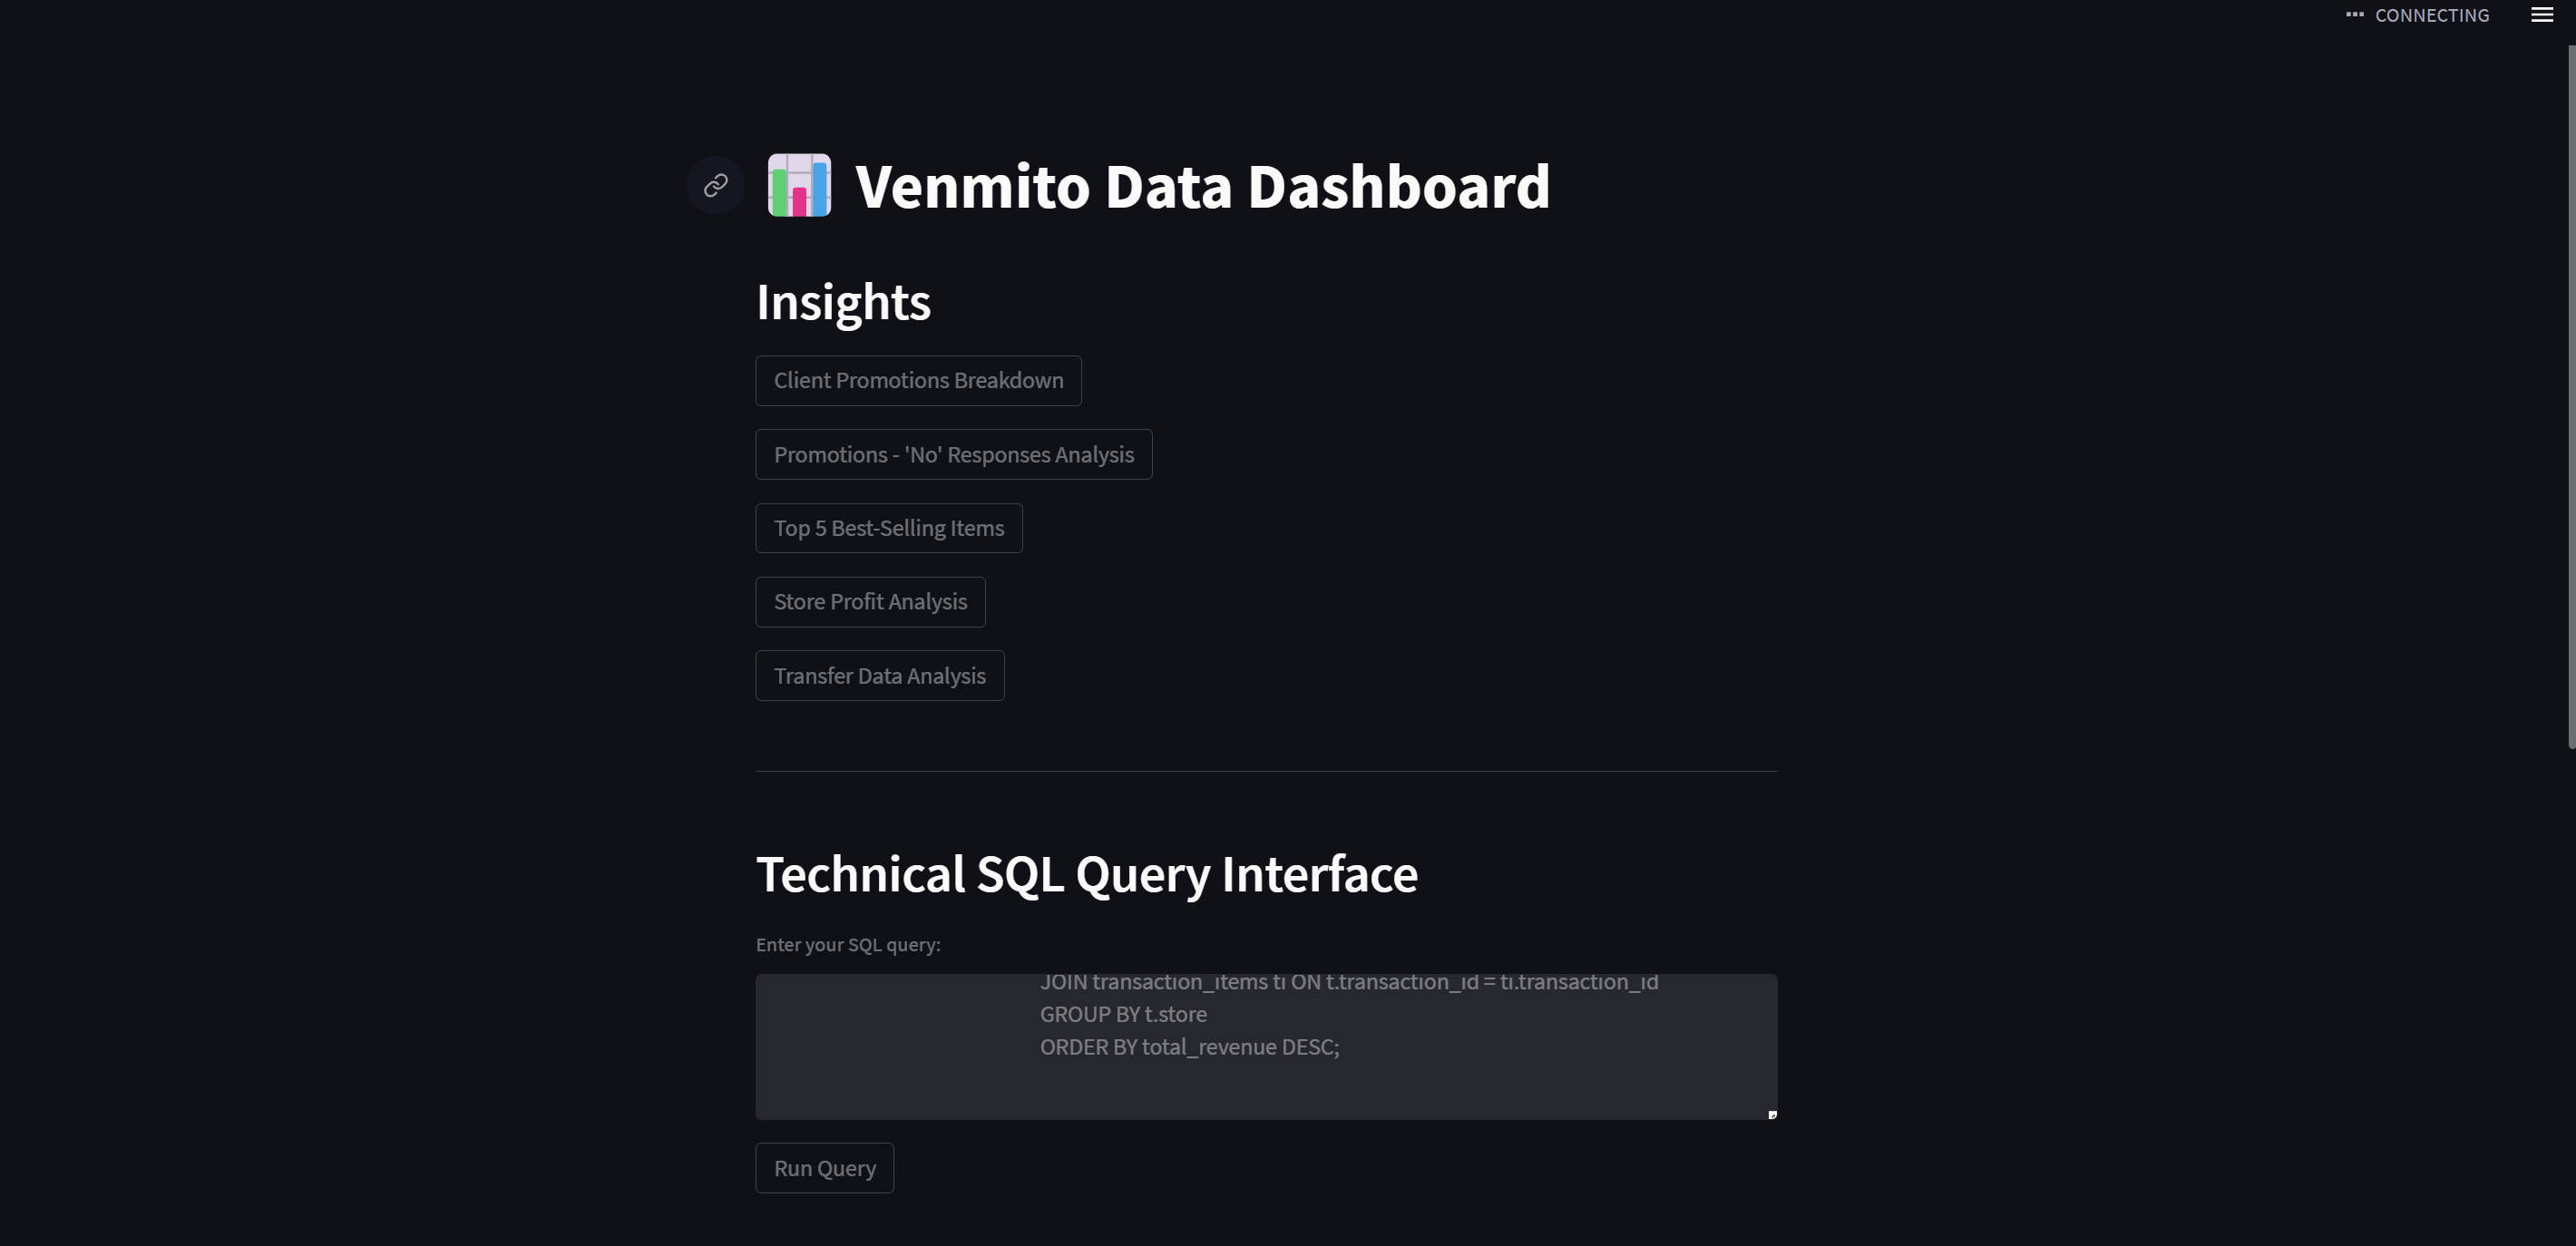 CONNECTING
Venmito Data Dashboard
Insights
Client Promotions Breakdown
Promotions - 'No' Responses Analysis
Top 5 Best-Selling Items
Store Profit Analysis
Transfer Data Analysis
Technical SQL Query Interface
Enter your SQL query:
JOIN transaction_items ti ON t.transaction_id = ti.transaction_id
GROUP BY t.store
ORDER BY total_revenue DESC;
Run Query